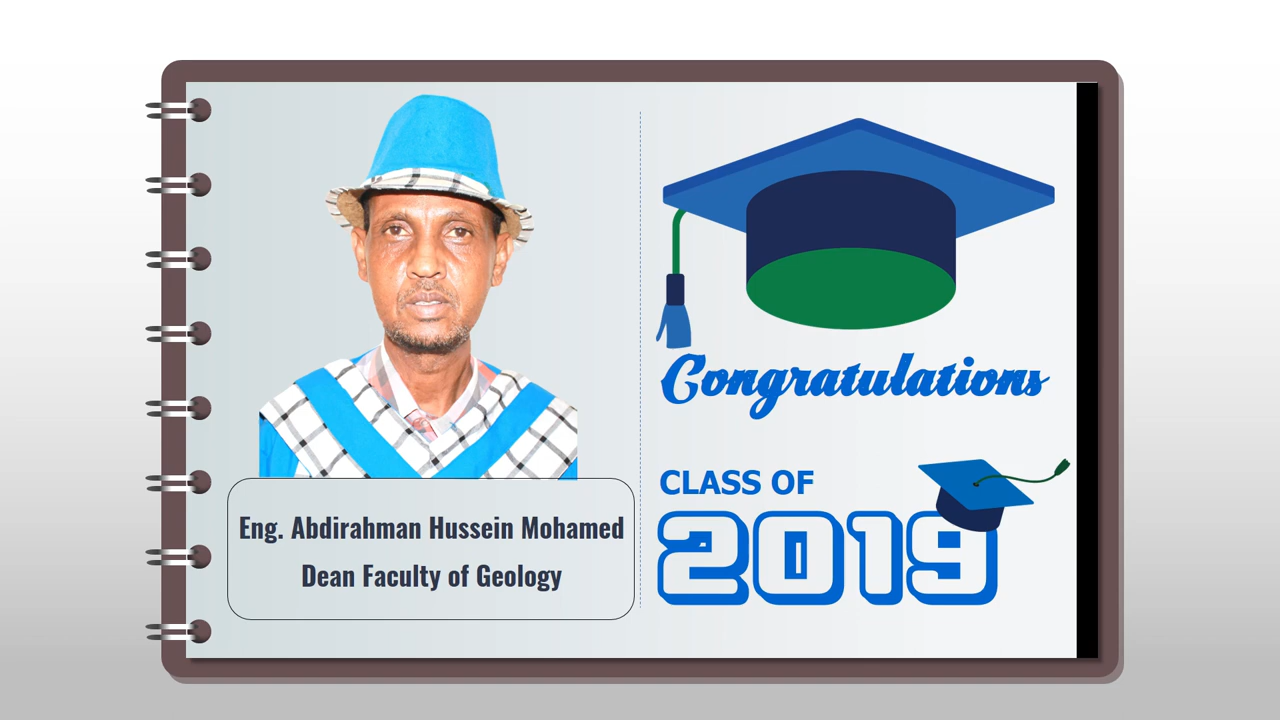 Eng. Abdirahman Hussein Mohamed
Dean Faculty of Geology
Congratulations
CLASS OF
2019